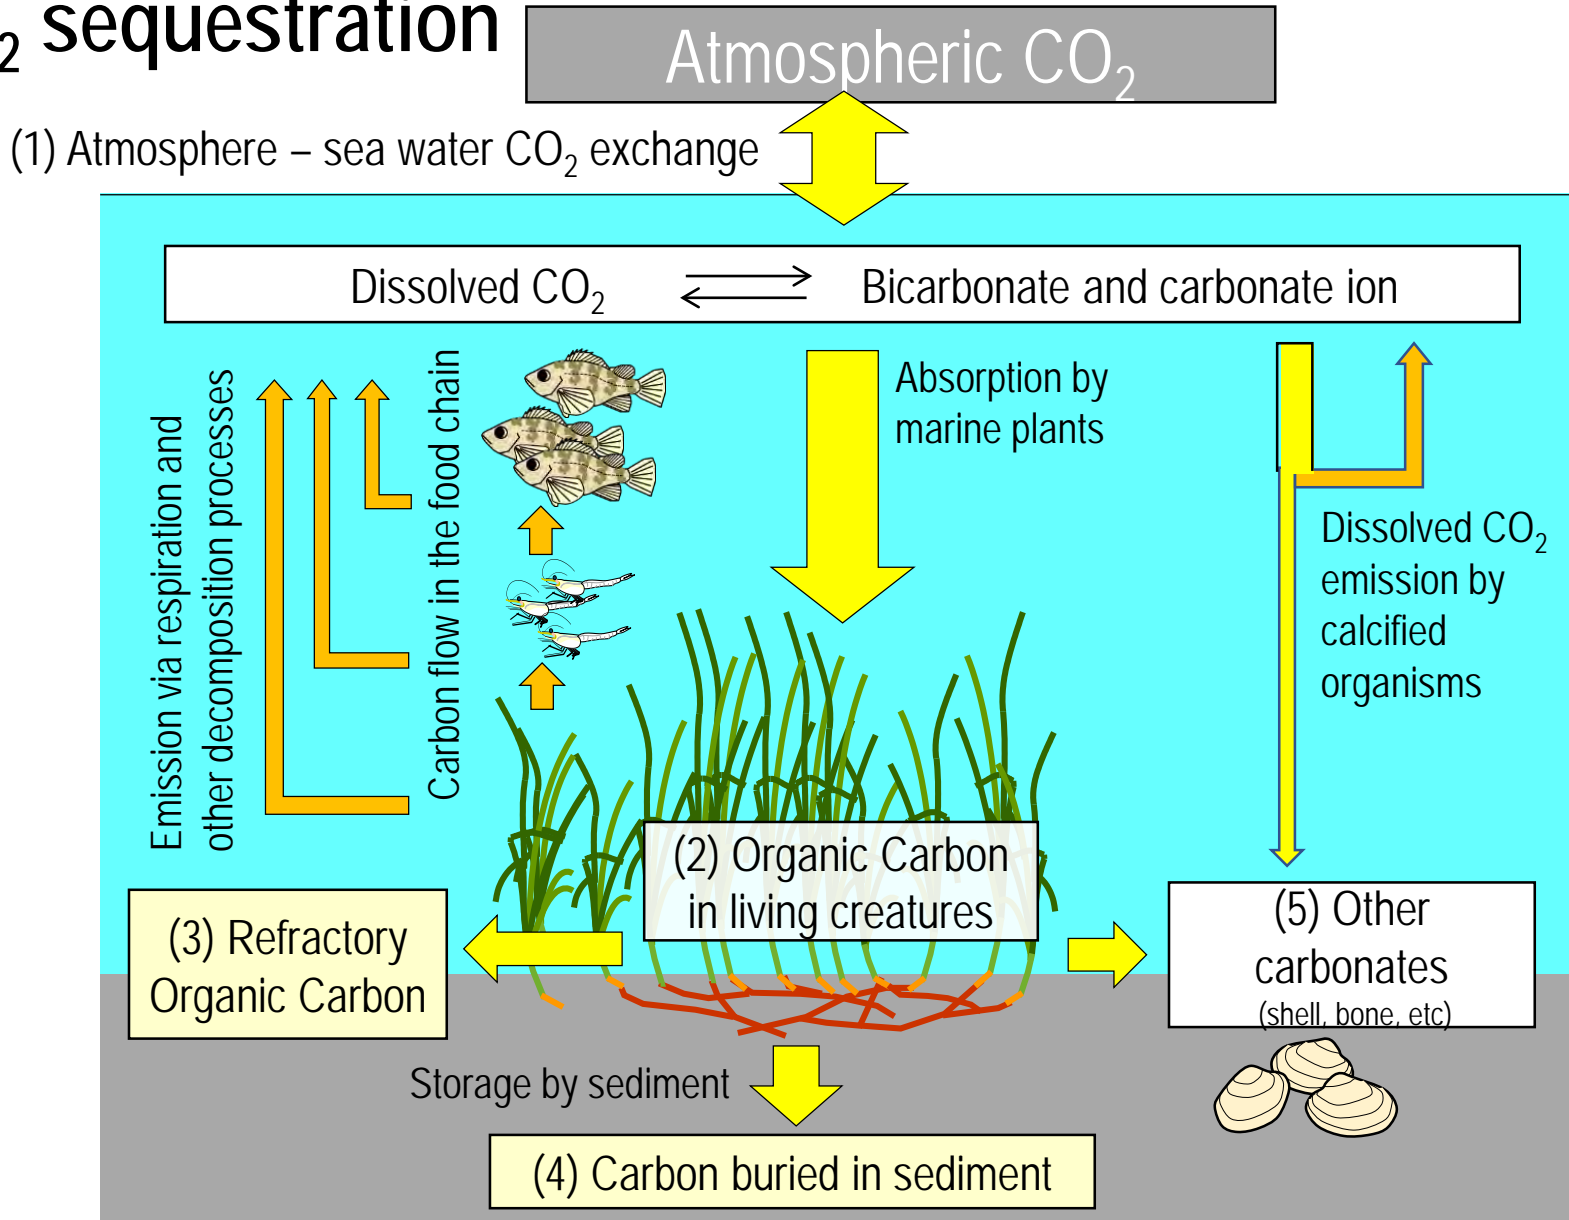 ₂ sequestration
Atmospheric CO₂
(1) Atmosphere – sea water CO₂ exchange
Dissolved CO₂
Bicarbonate and carbonate ion
Emission via respiration and
other decomposition processes
Carbon flow in the food chain
Absorption by
marine plants
Dissolved CO₂
emission by
calcified
organisms
(2) Organic Carbon
in living creatures
(3) Refractory
Organic Carbon
(5) Other
carbonates
(shell, bone, etc)
Storage by sediment
(4) Carbon buried in sediment